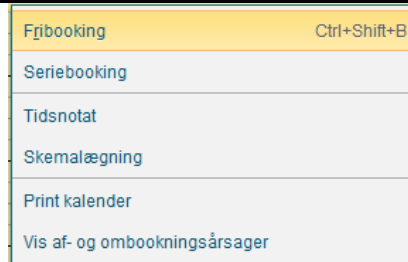 Fribooking Ctrl+Shift+B
Seriebooking
Tidsnotat
Skemalægning
Print kalender
Vis af- og ombookningsårsager